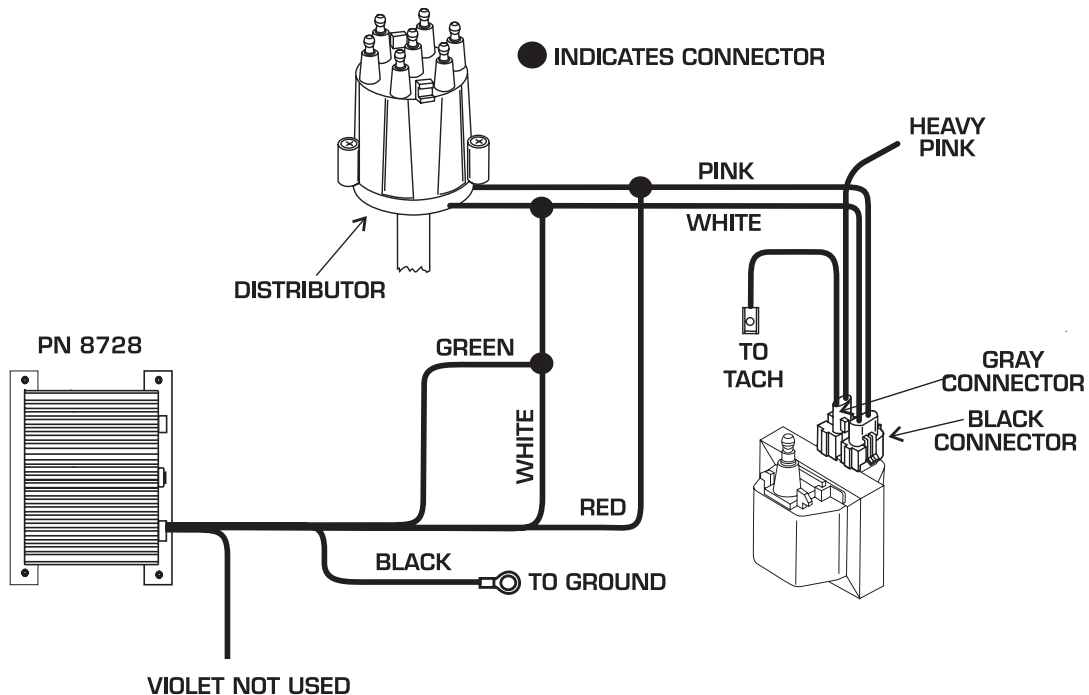 INDICATES CONNECTOR
HEAVY
PINK
PINK
WHITE
DISTRIBUTOR
PN 8728
GREEN
TO
TACH
GRAY
CONNECTOR
BLACK
CONNECTOR
WHITE
RED
BLACK
TO GROUND
VIOLET NOT USED